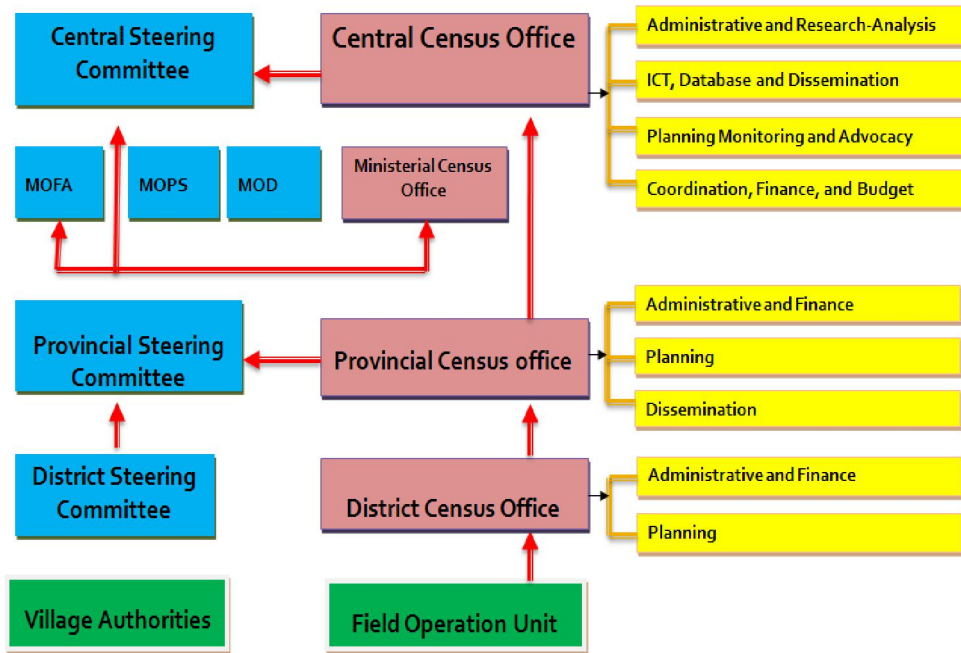 Central Steering
Committee
Central Census Office
Administrative and Research-Analysis
ICT, Database and Dissemination
Planning Monitoring and Advocacy
Coordination, Finance, and Budget
MOFA
MOPS
MOD
Ministerial Census
Office
Provincial Steering
Committee
Provincial Census office
Administrative and Finance
Planning
Dissemination
District Steering
Committee
District Census Office
Administrative and Finance
Planning
Village Authorities
Field Operation Unit